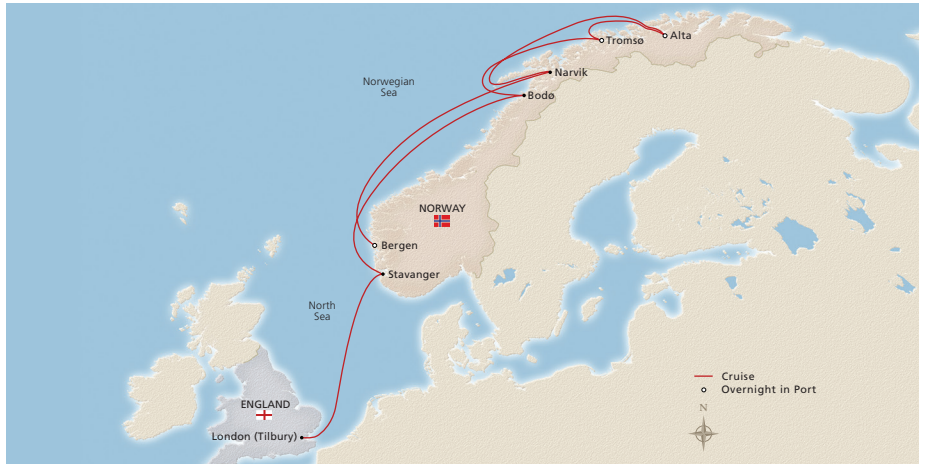 Tromsø
Alta
Narvik
Norwegian
Sea
Bodø
NORWAY
Bergen
Stavanger
North
Sea
Cruise
Overnight in Port
ENGLAND
N
London (Tilbury)